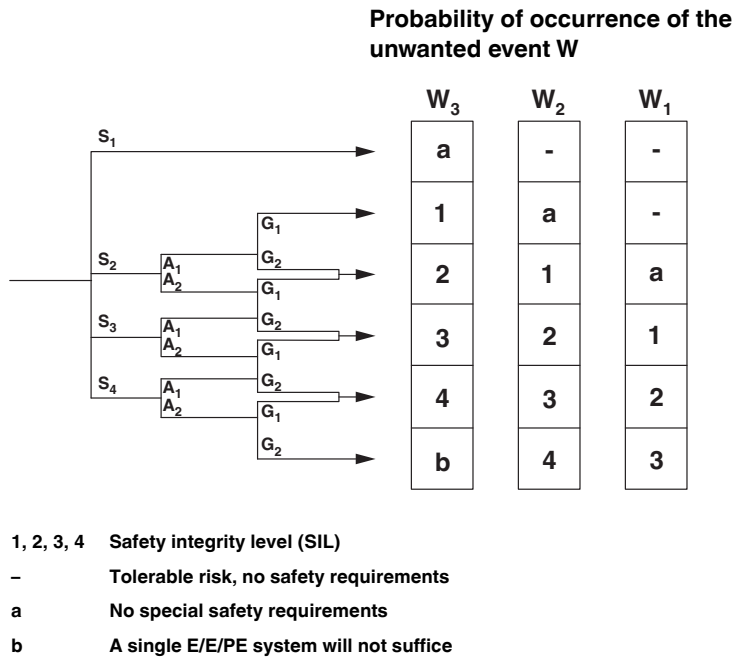 Probability of occurrence of the
unwanted event W
W3 W2 W1
S1
a - -
G1
1 a -
S2 A1 G2
A2 G1
2 1 a
S3 A1 G2
A2 G1
3 2 1
S4 A1 G2
A2 G1
4 3 2
G2
b 4 3
1, 2, 3, 4 Safety integrity level (SIL)
– Tolerable risk, no safety requirements
a No special safety requirements
b A single E/E/PE system will not suffice